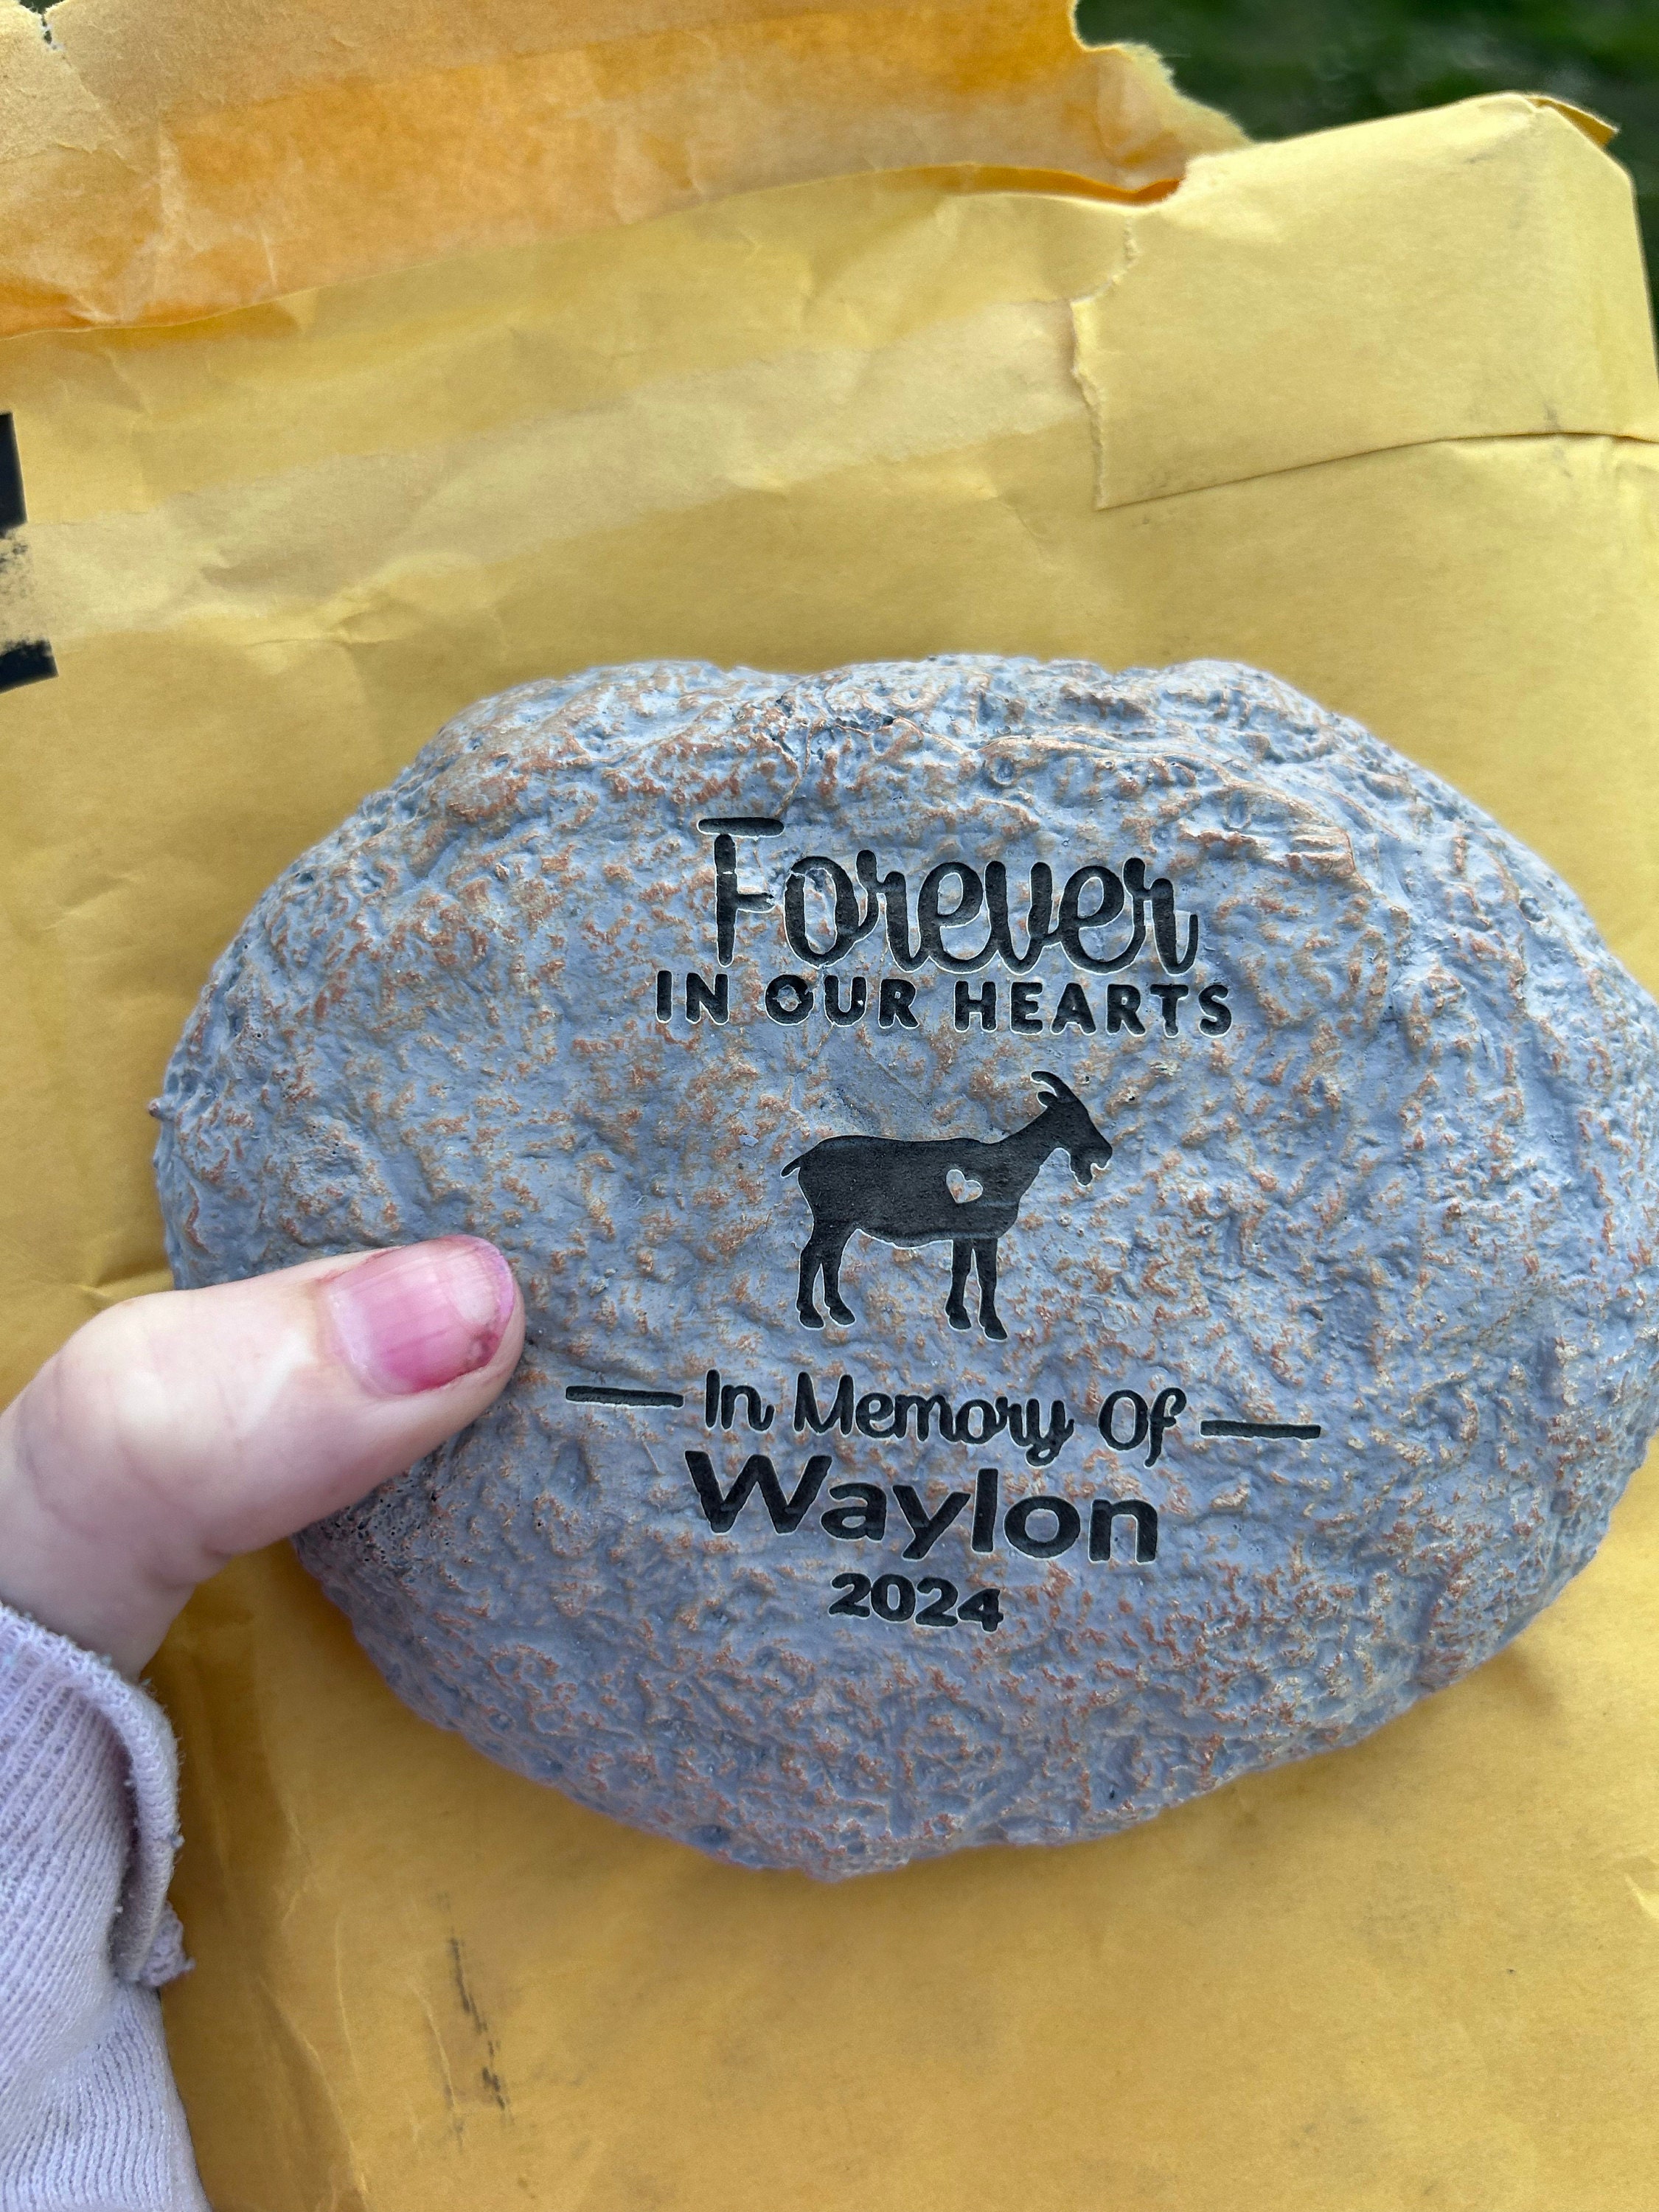 Forever
IN OUR HEARTS
In Memory Of
Waylon
2024